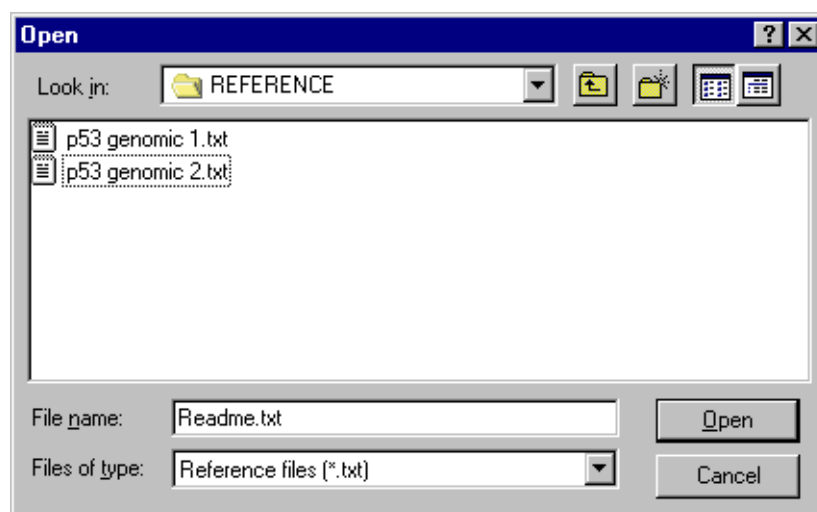 Open
Look in: REFERENCE
p53 genomic 1.txt
p53 genomic 2.txt
File name: Readme.txt Open
Files of type: Reference files (*.txt) Cancel